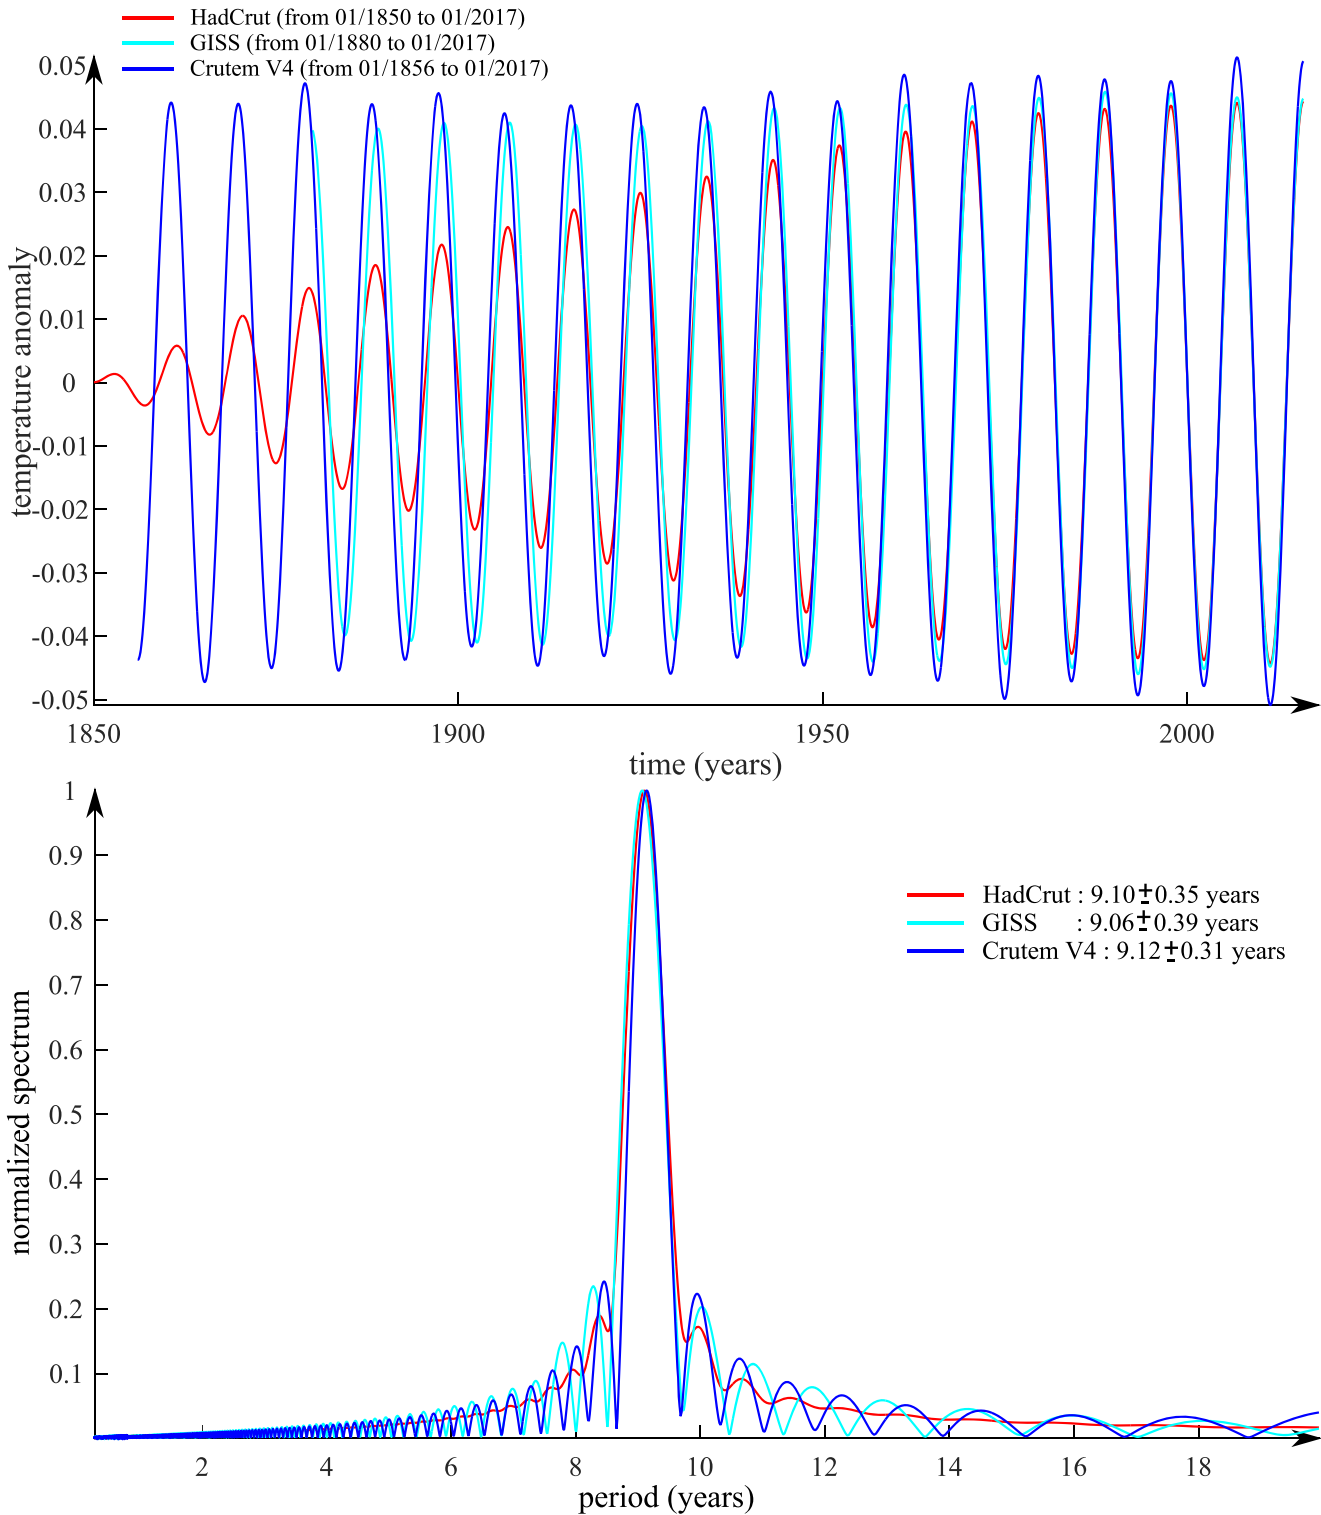 HadCrut (from 01/1850 to 01/2017)
GISS (from 01/1880 to 01/2017)
Crutem V4 (from 01/1856 to 01/2017)
0.05
0.04
0.03
0.02
0.01
0
-0.01
-0.02
-0.03
-0.04
-0.05
temperature anomaly
1850 1900 1950 2000
time (years)
1
0.9
0.8
0.7
0.6
0.5
0.4
0.3
0.2
0.1
normalized spectrum
HadCrut : 9.10±0.35 years
GISS : 9.06±0.39 years
Crutem V4 : 9.12±0.31 years
2 4 6 8 10 12 14 16 18
period (years)